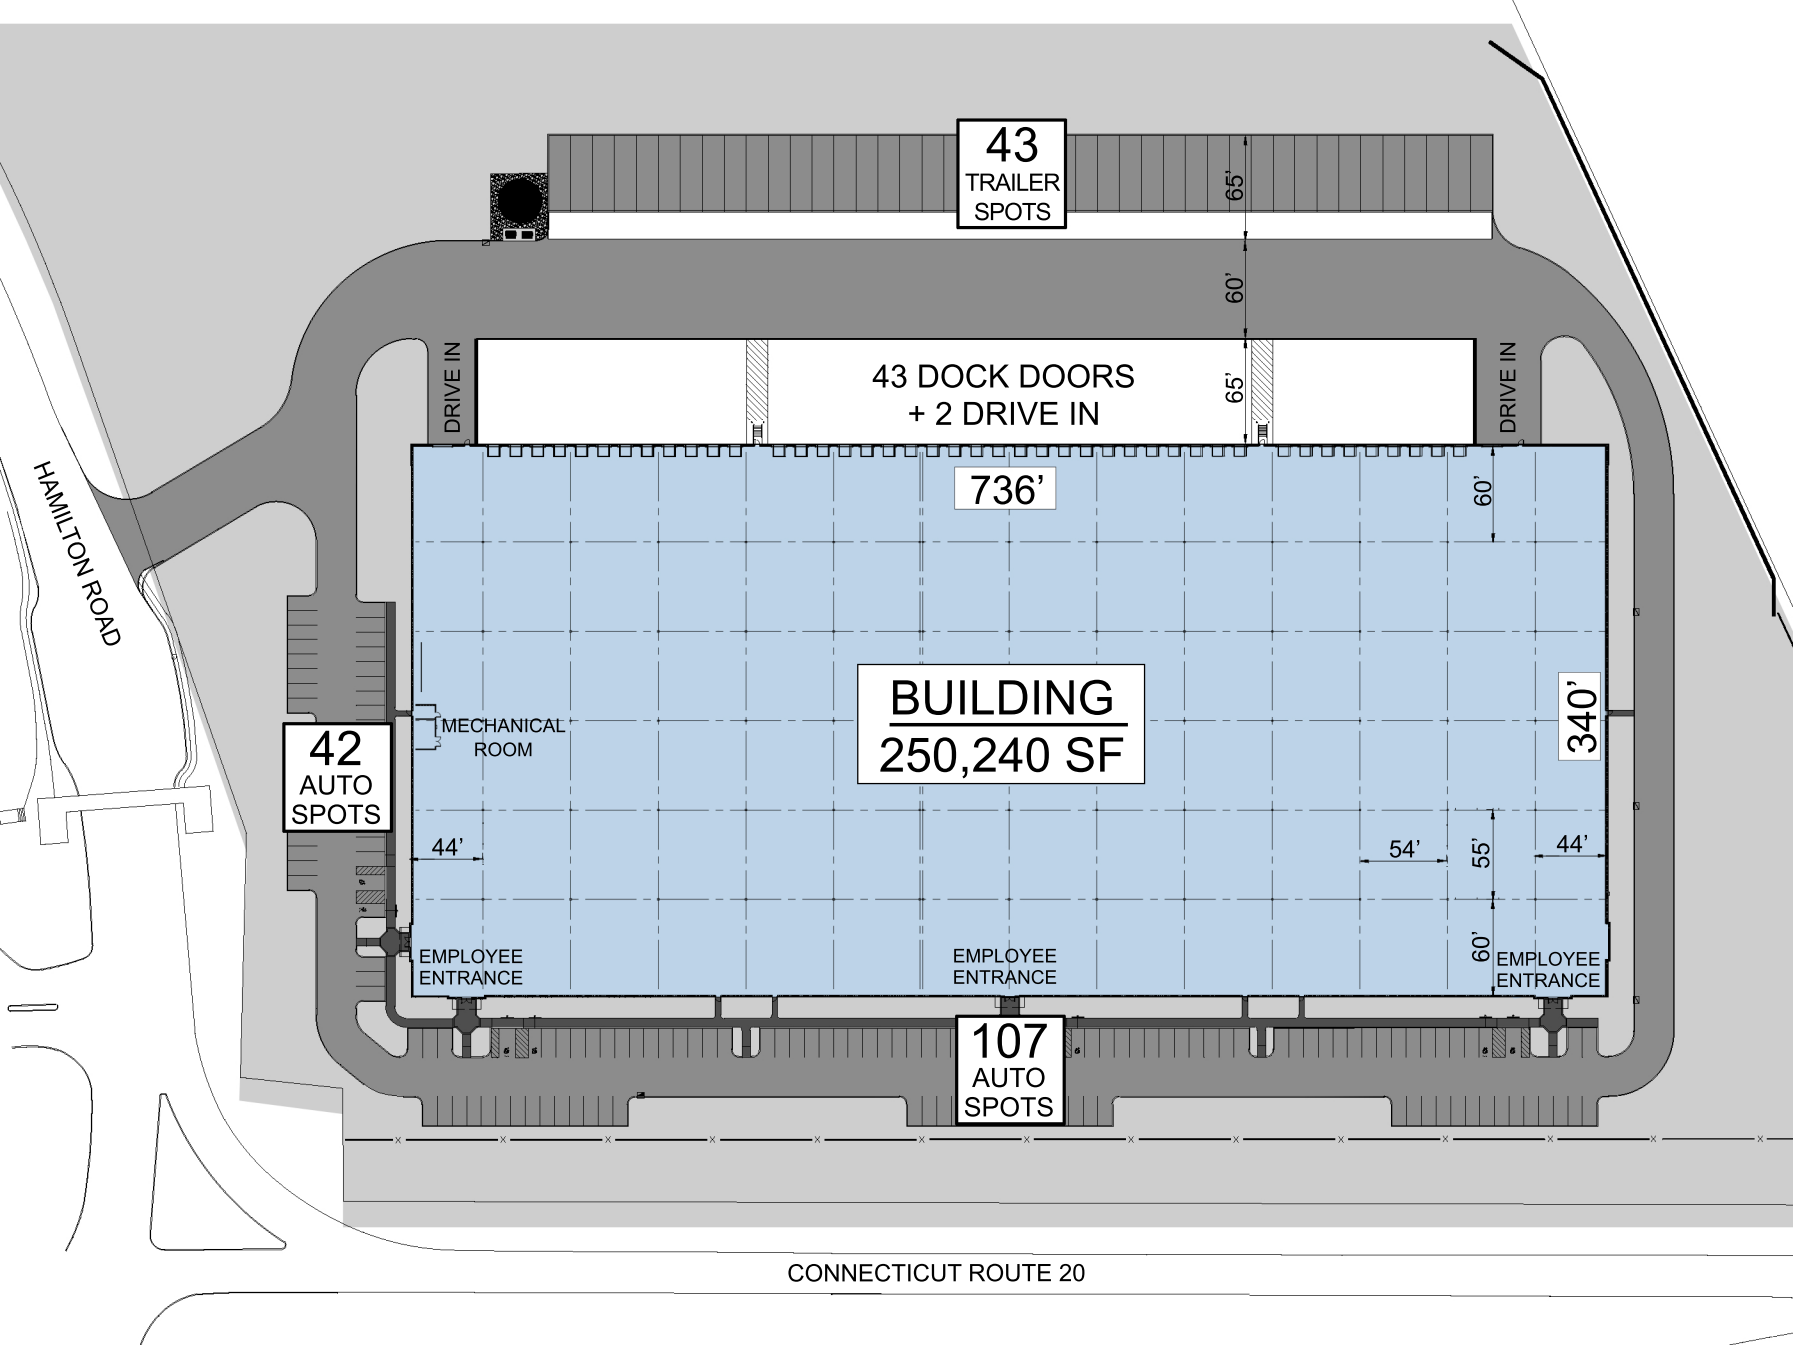 43
TRAILER
SPOTS
65’
60’
DRIVE IN
43 DOCK DOORS
+ 2 DRIVE IN
65’
DRIVE IN
736’
60’
HAMILTON ROAD
BUILDING
250,240 SF
340’
MECHANICAL
ROOM
42
AUTO
SPOTS
44’
54’
55’
44’
60’
EMPLOYEE
ENTRANCE
EMPLOYEE
ENTRANCE
EMPLOYEE
ENTRANCE
107
AUTO
SPOTS
CONNECTICUT ROUTE 20